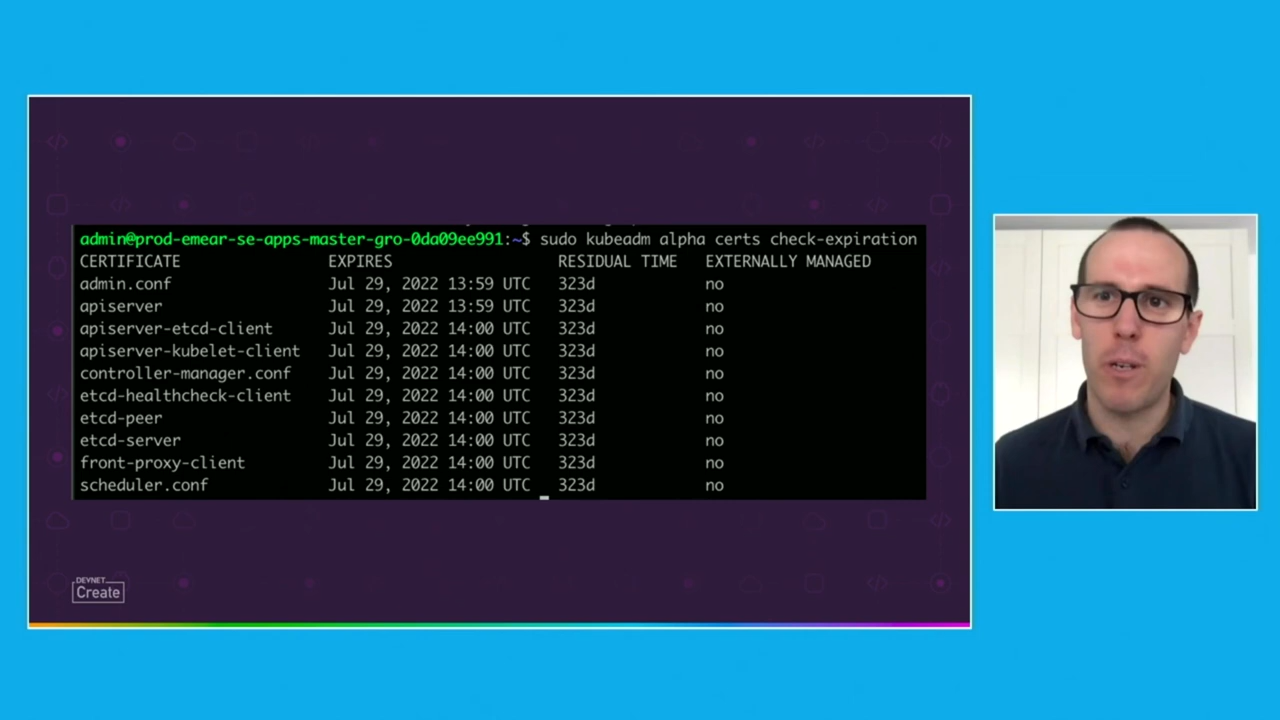 admin@prod-emear-se-apps-master-gro-0da09ee991:~$ sudo kubeadm alpha certs check-expiration
CERTIFICATE EXPIRES RESIDUAL TIME EXTERNALLY MANAGED
admin.conf Jul 29, 2022 13:59 UTC 323d no
apiserver Jul 29, 2022 13:59 UTC 323d no
apiserver-etcd-client Jul 29, 2022 14:00 UTC 323d no
apiserver-kubelet-client Jul 29, 2022 14:00 UTC 323d no
controller-manager.conf Jul 29, 2022 14:00 UTC 323d no
etcd-healthcheck-client Jul 29, 2022 14:00 UTC 323d no
etcd-peer Jul 29, 2022 14:00 UTC 323d no
etcd-server Jul 29, 2022 14:00 UTC 323d no
front-proxy-client Jul 29, 2022 14:00 UTC 323d no
scheduler.conf Jul 29, 2022 14:00 UTC 323d no
DEVNET
Create